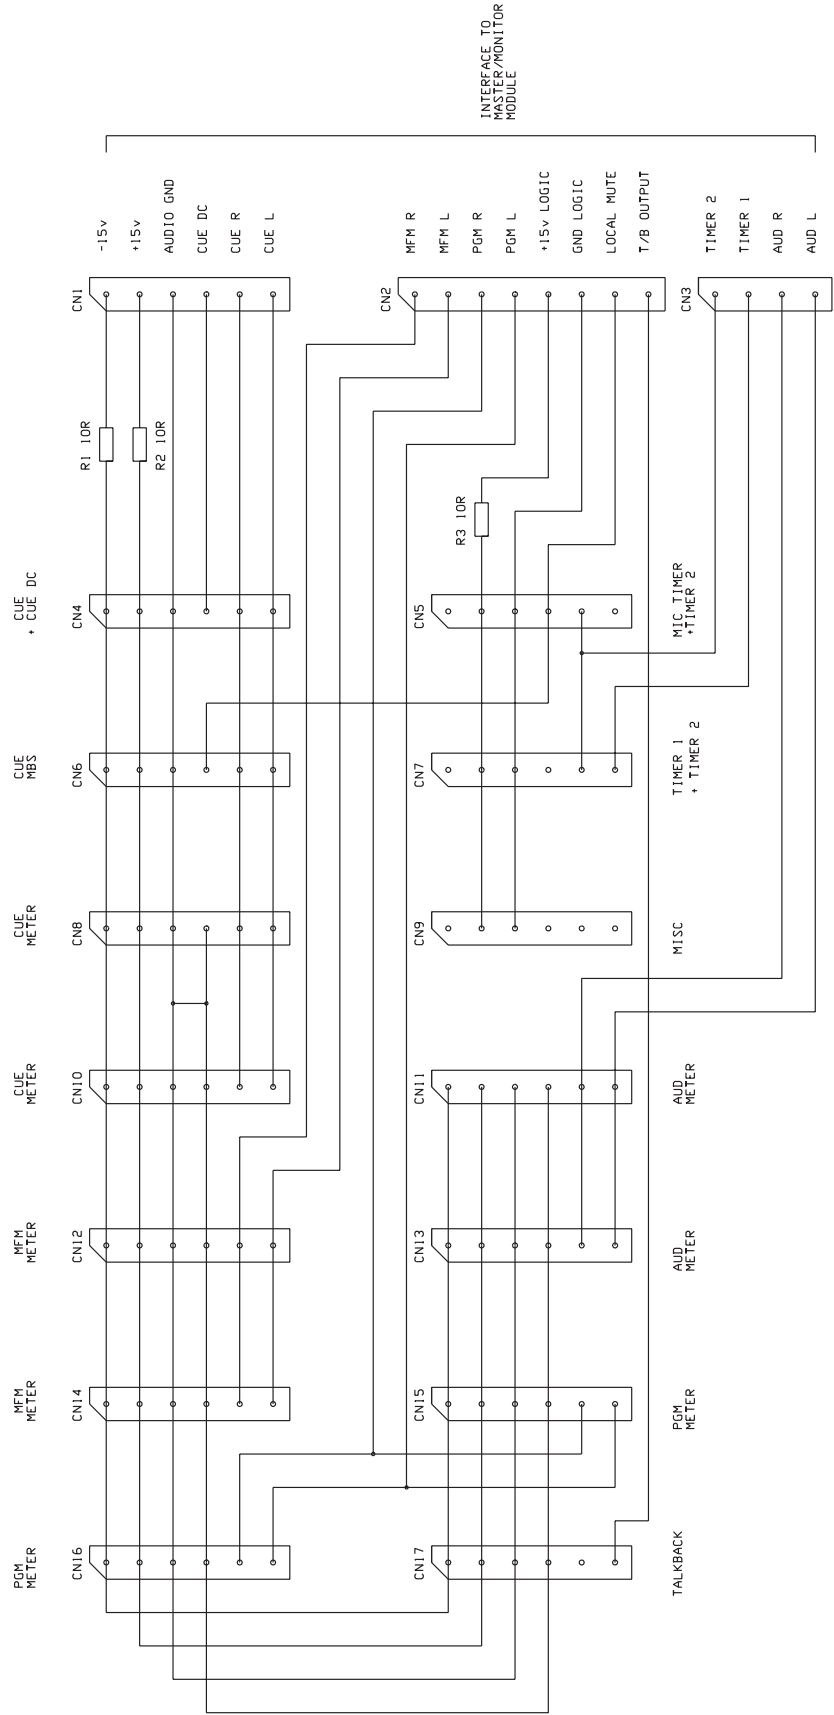 INTERFACE TO
MASTER/MONITOR
MODULE
-15v
+15v
AUDIO GND
CUE DC
CUE R
CUE L
MFM R
MFM L
PGM R
PGM L
+15v LOGIC
GND LOGIC
LOCAL MUTE
T/B OUTPUT
TIMER 2
TIMER 1
AUD R
AUD L
CN1
CN2
CN3
R1 10R
R2 10R
R3 10R
CUE
+ CUE DC
CN4
CN5
MIC TIMER
+TIMER 2
CUE
MBS
CN6
CN7
TIMER 1
+ TIMER 2
CUE
METER
CN8
CN9
MISC
CUE
METER
CN10
CN11
AUD
METER
MFM
METER
CN12
CN13
AUD
METER
MFM
METER
CN14
CN15
PGM
METER
PGM
METER
CN16
CN17
TALKBACK